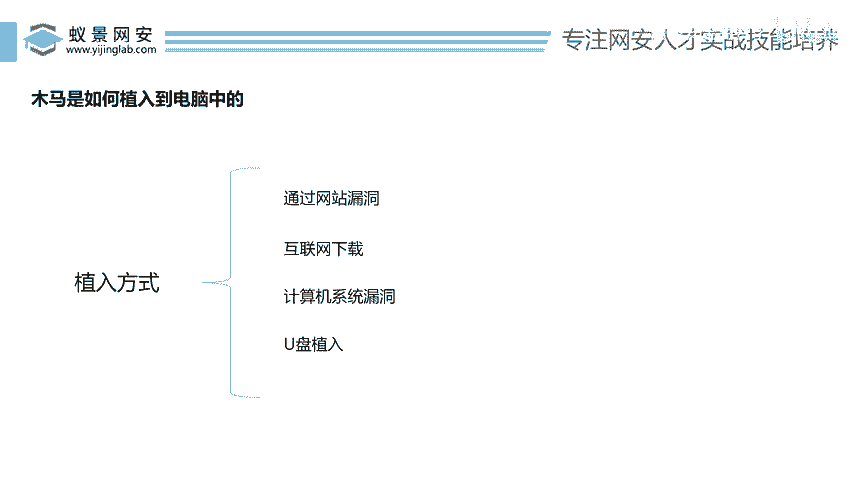 蚁景网安
www.yijinglab.com
专注网安人才实战技能培养
木马是如何植入到电脑中的
植入方式
通过网站漏洞
互联网下载
计算机系统漏洞
U盘植入